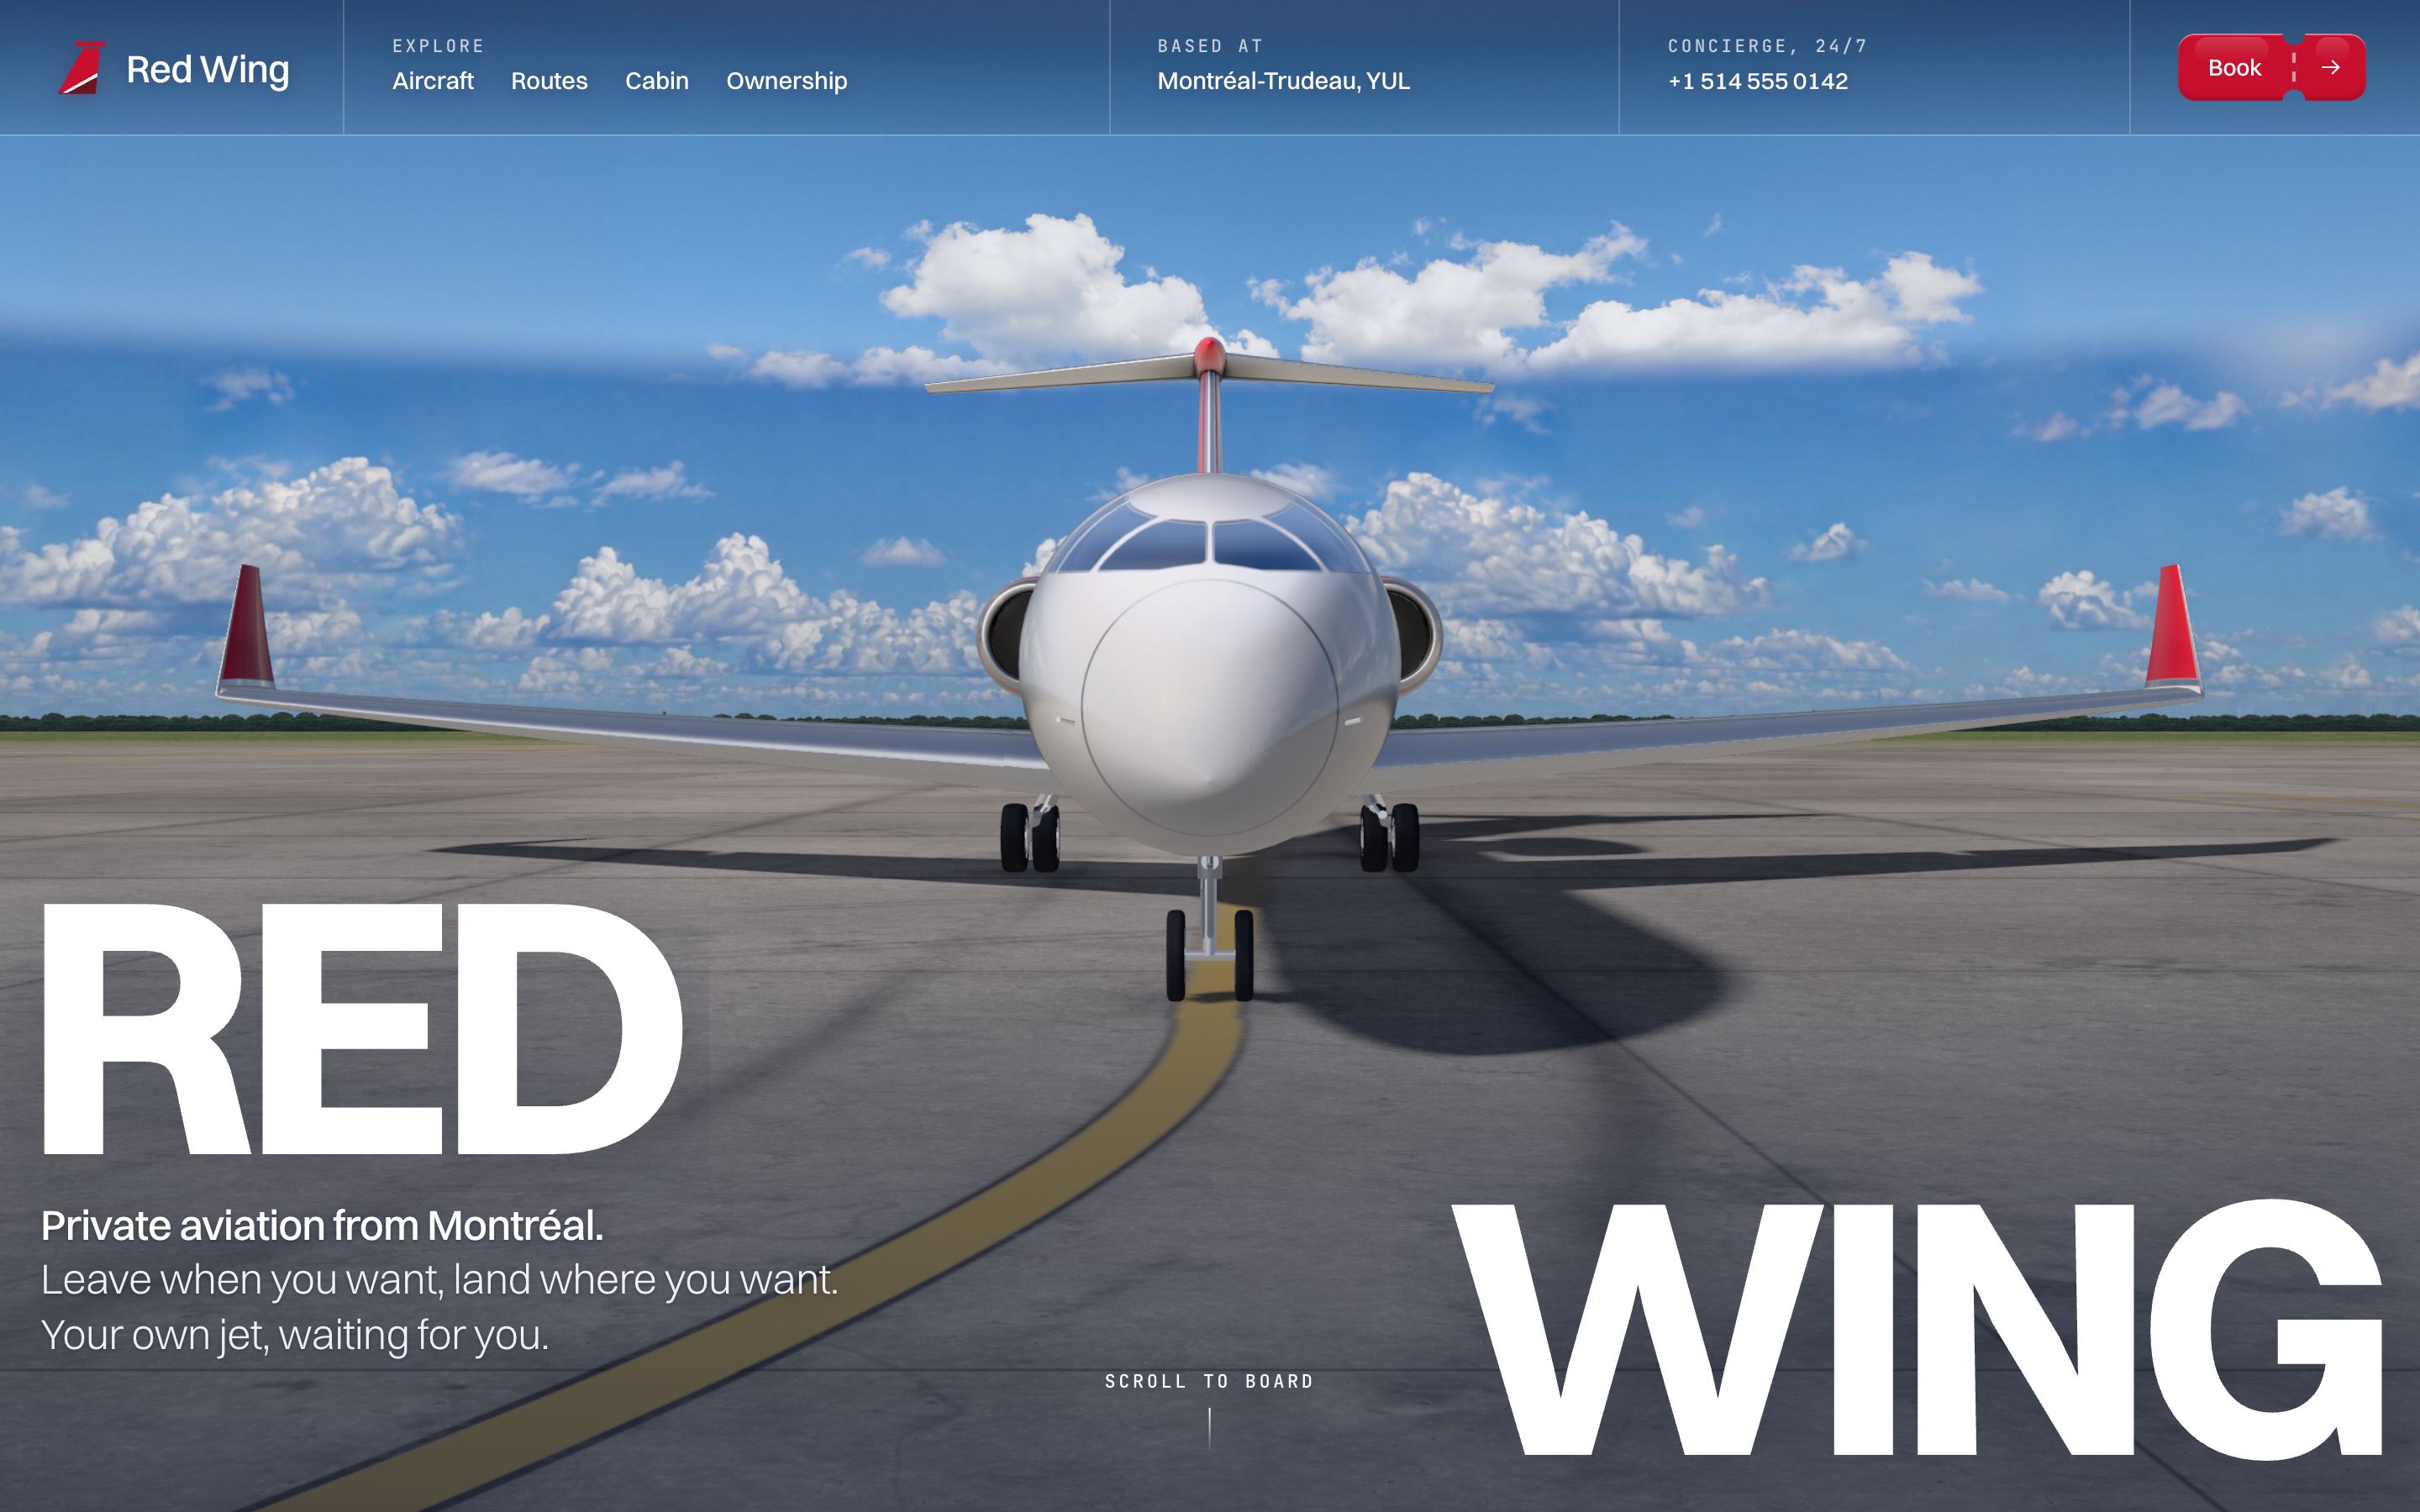 Red Wing
EXPLORE
Aircraft Routes Cabin Ownership
BASED AT
Montréal-Trudeau, YUL
CONCIERGE, 24/7
+1 514 555 0142
Book →
RED
Private aviation from Montréal.
Leave when you want, land where you want.
Your own jet, waiting for you.
SCROLL TO BOARD
WING